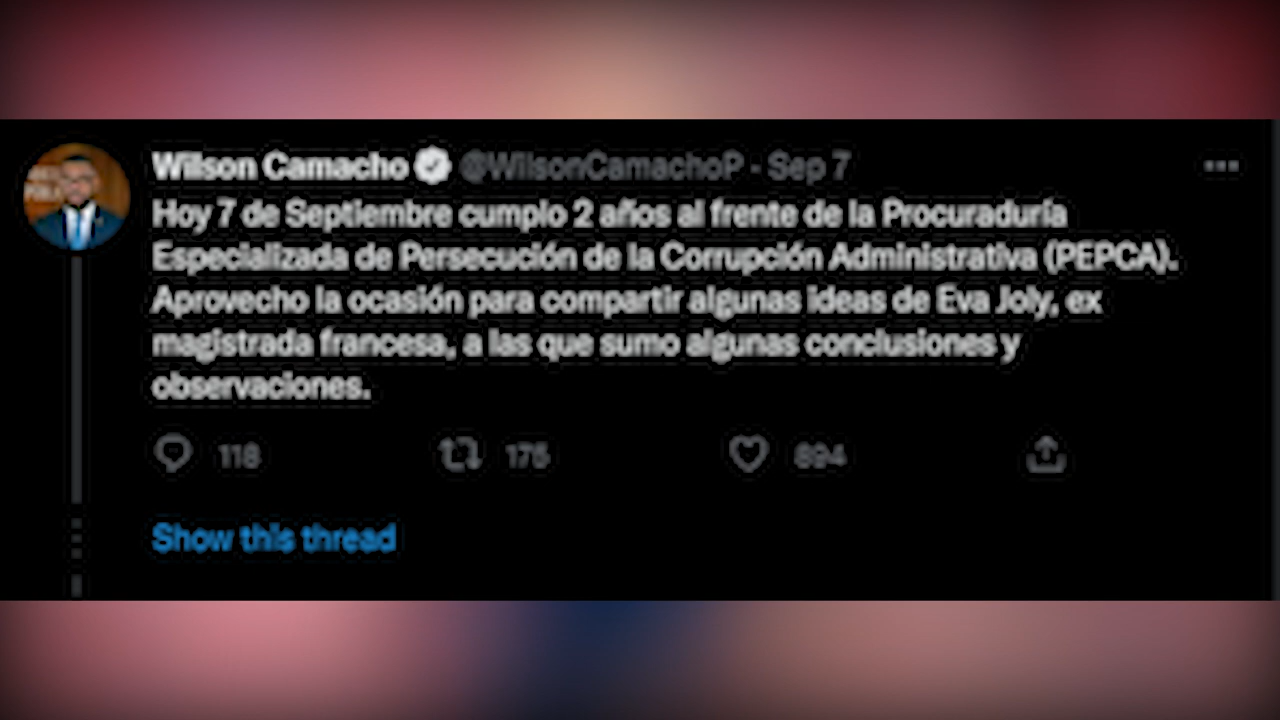 Wilson Camacho @WilsonCamachoP · Sep 7
Hoy 7 de Septiembre cumplo 2 años al frente de la Procuraduría
Especializada de Persecución de la Corrupción Administrativa (PEPCA).
Aprovecho la ocasión para compartir algunas ideas de Eva Joly, ex
magistrada francesa, a las que sumo algunas conclusiones y
observaciones.
118 175 894
Show this thread